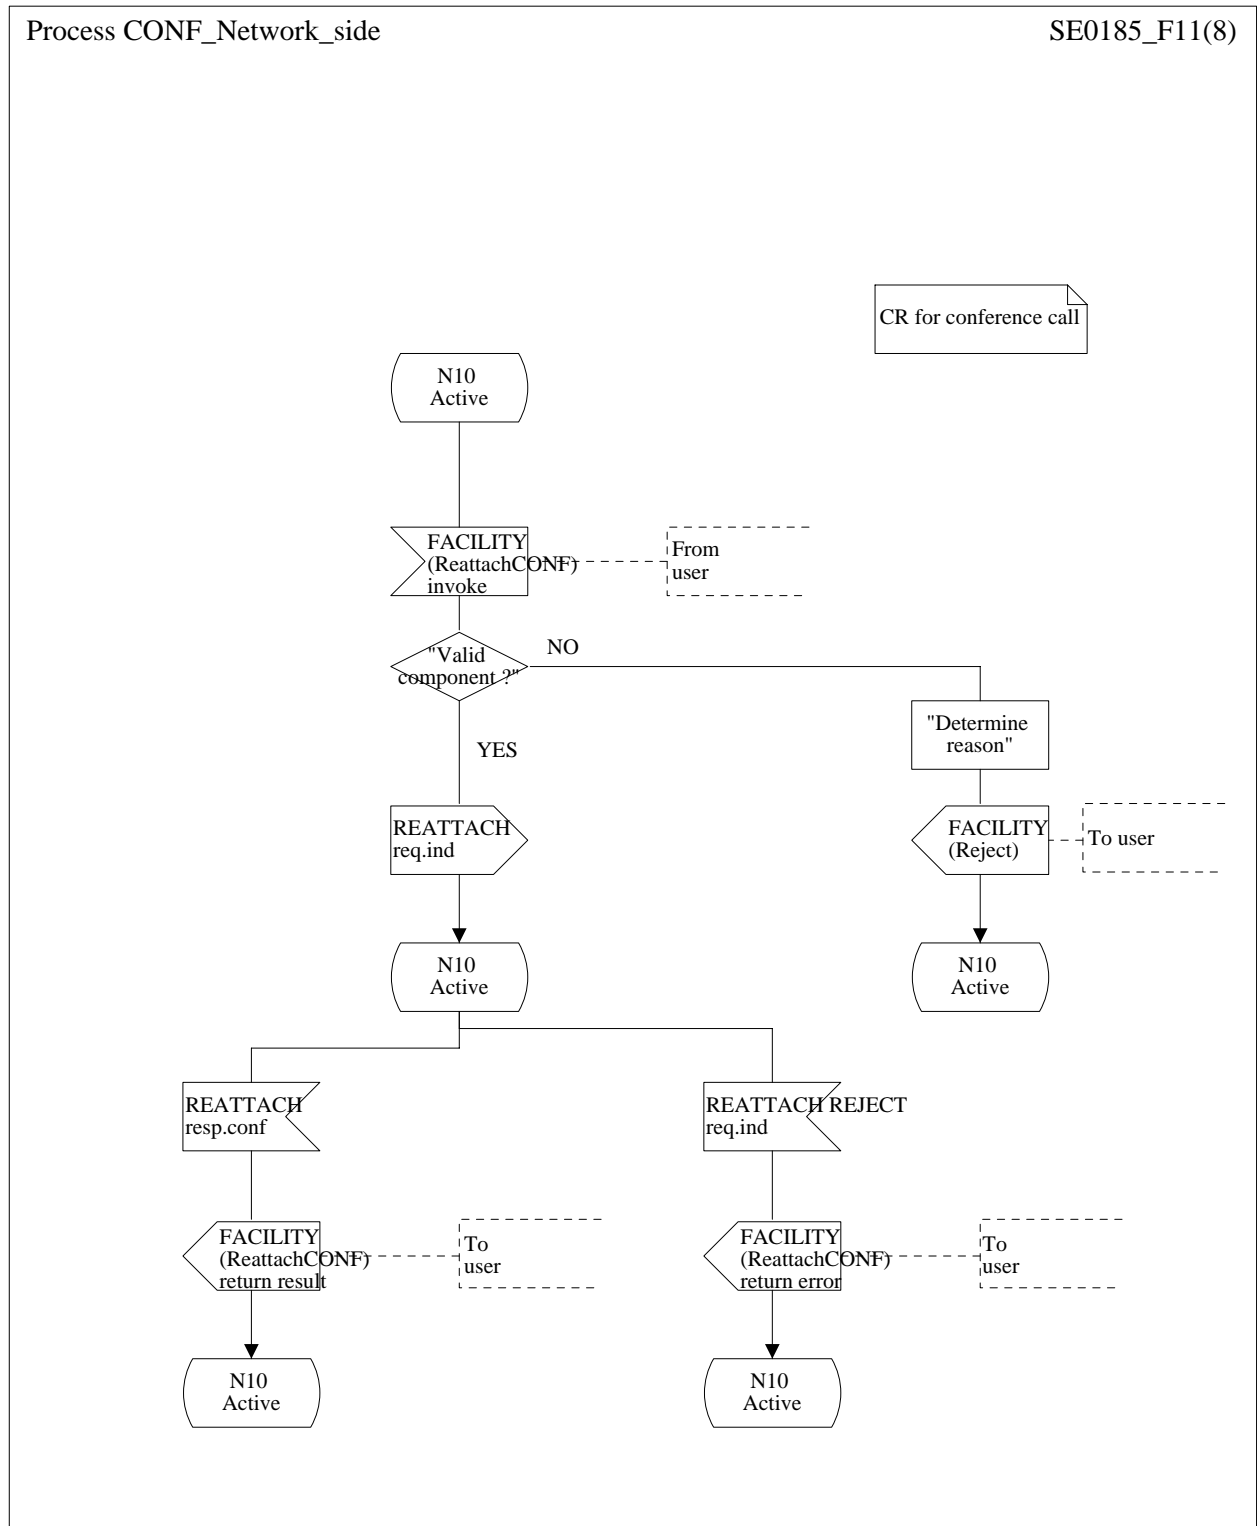 Process CONF_Network_side
SE0185_F11(8)
CR for conference call
N10
Active
FACILITY
(ReattachCONF)
invoke
From
user
"Valid
component ?"
NO
YES
"Determine
reason"
REATTACH
req.ind
FACILITY
(Reject)
To user
N10
Active
N10
Active
REATTACH
resp.conf
REATTACH REJECT
req.ind
FACILITY
(ReattachCONF)
return result
To
user
FACILITY
(ReattachCONF)
return error
To
user
N10
Active
N10
Active